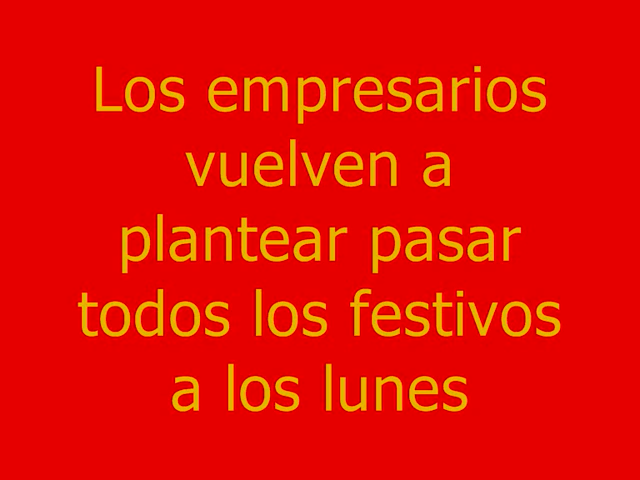 Los empresarios
vuelven a
plantear pasar
todos los festivos
a los lunes